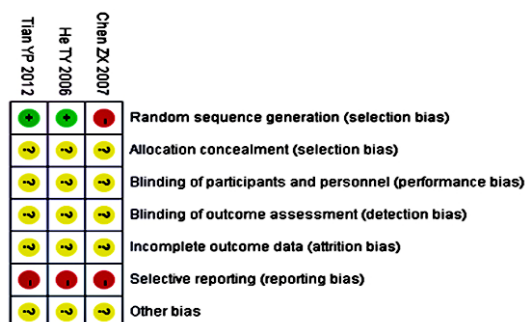 Tian YP 2012
He TY 2006
Chen ZX 2007
+ + - Random sequence generation (selection bias)
? ? ? Allocation concealment (selection bias)
? ? ? Blinding of participants and personnel (performance bias)
? ? ? Blinding of outcome assessment (detection bias)
? ? ? Incomplete outcome data (attrition bias)
- - - Selective reporting (reporting bias)
? ? ? Other bias